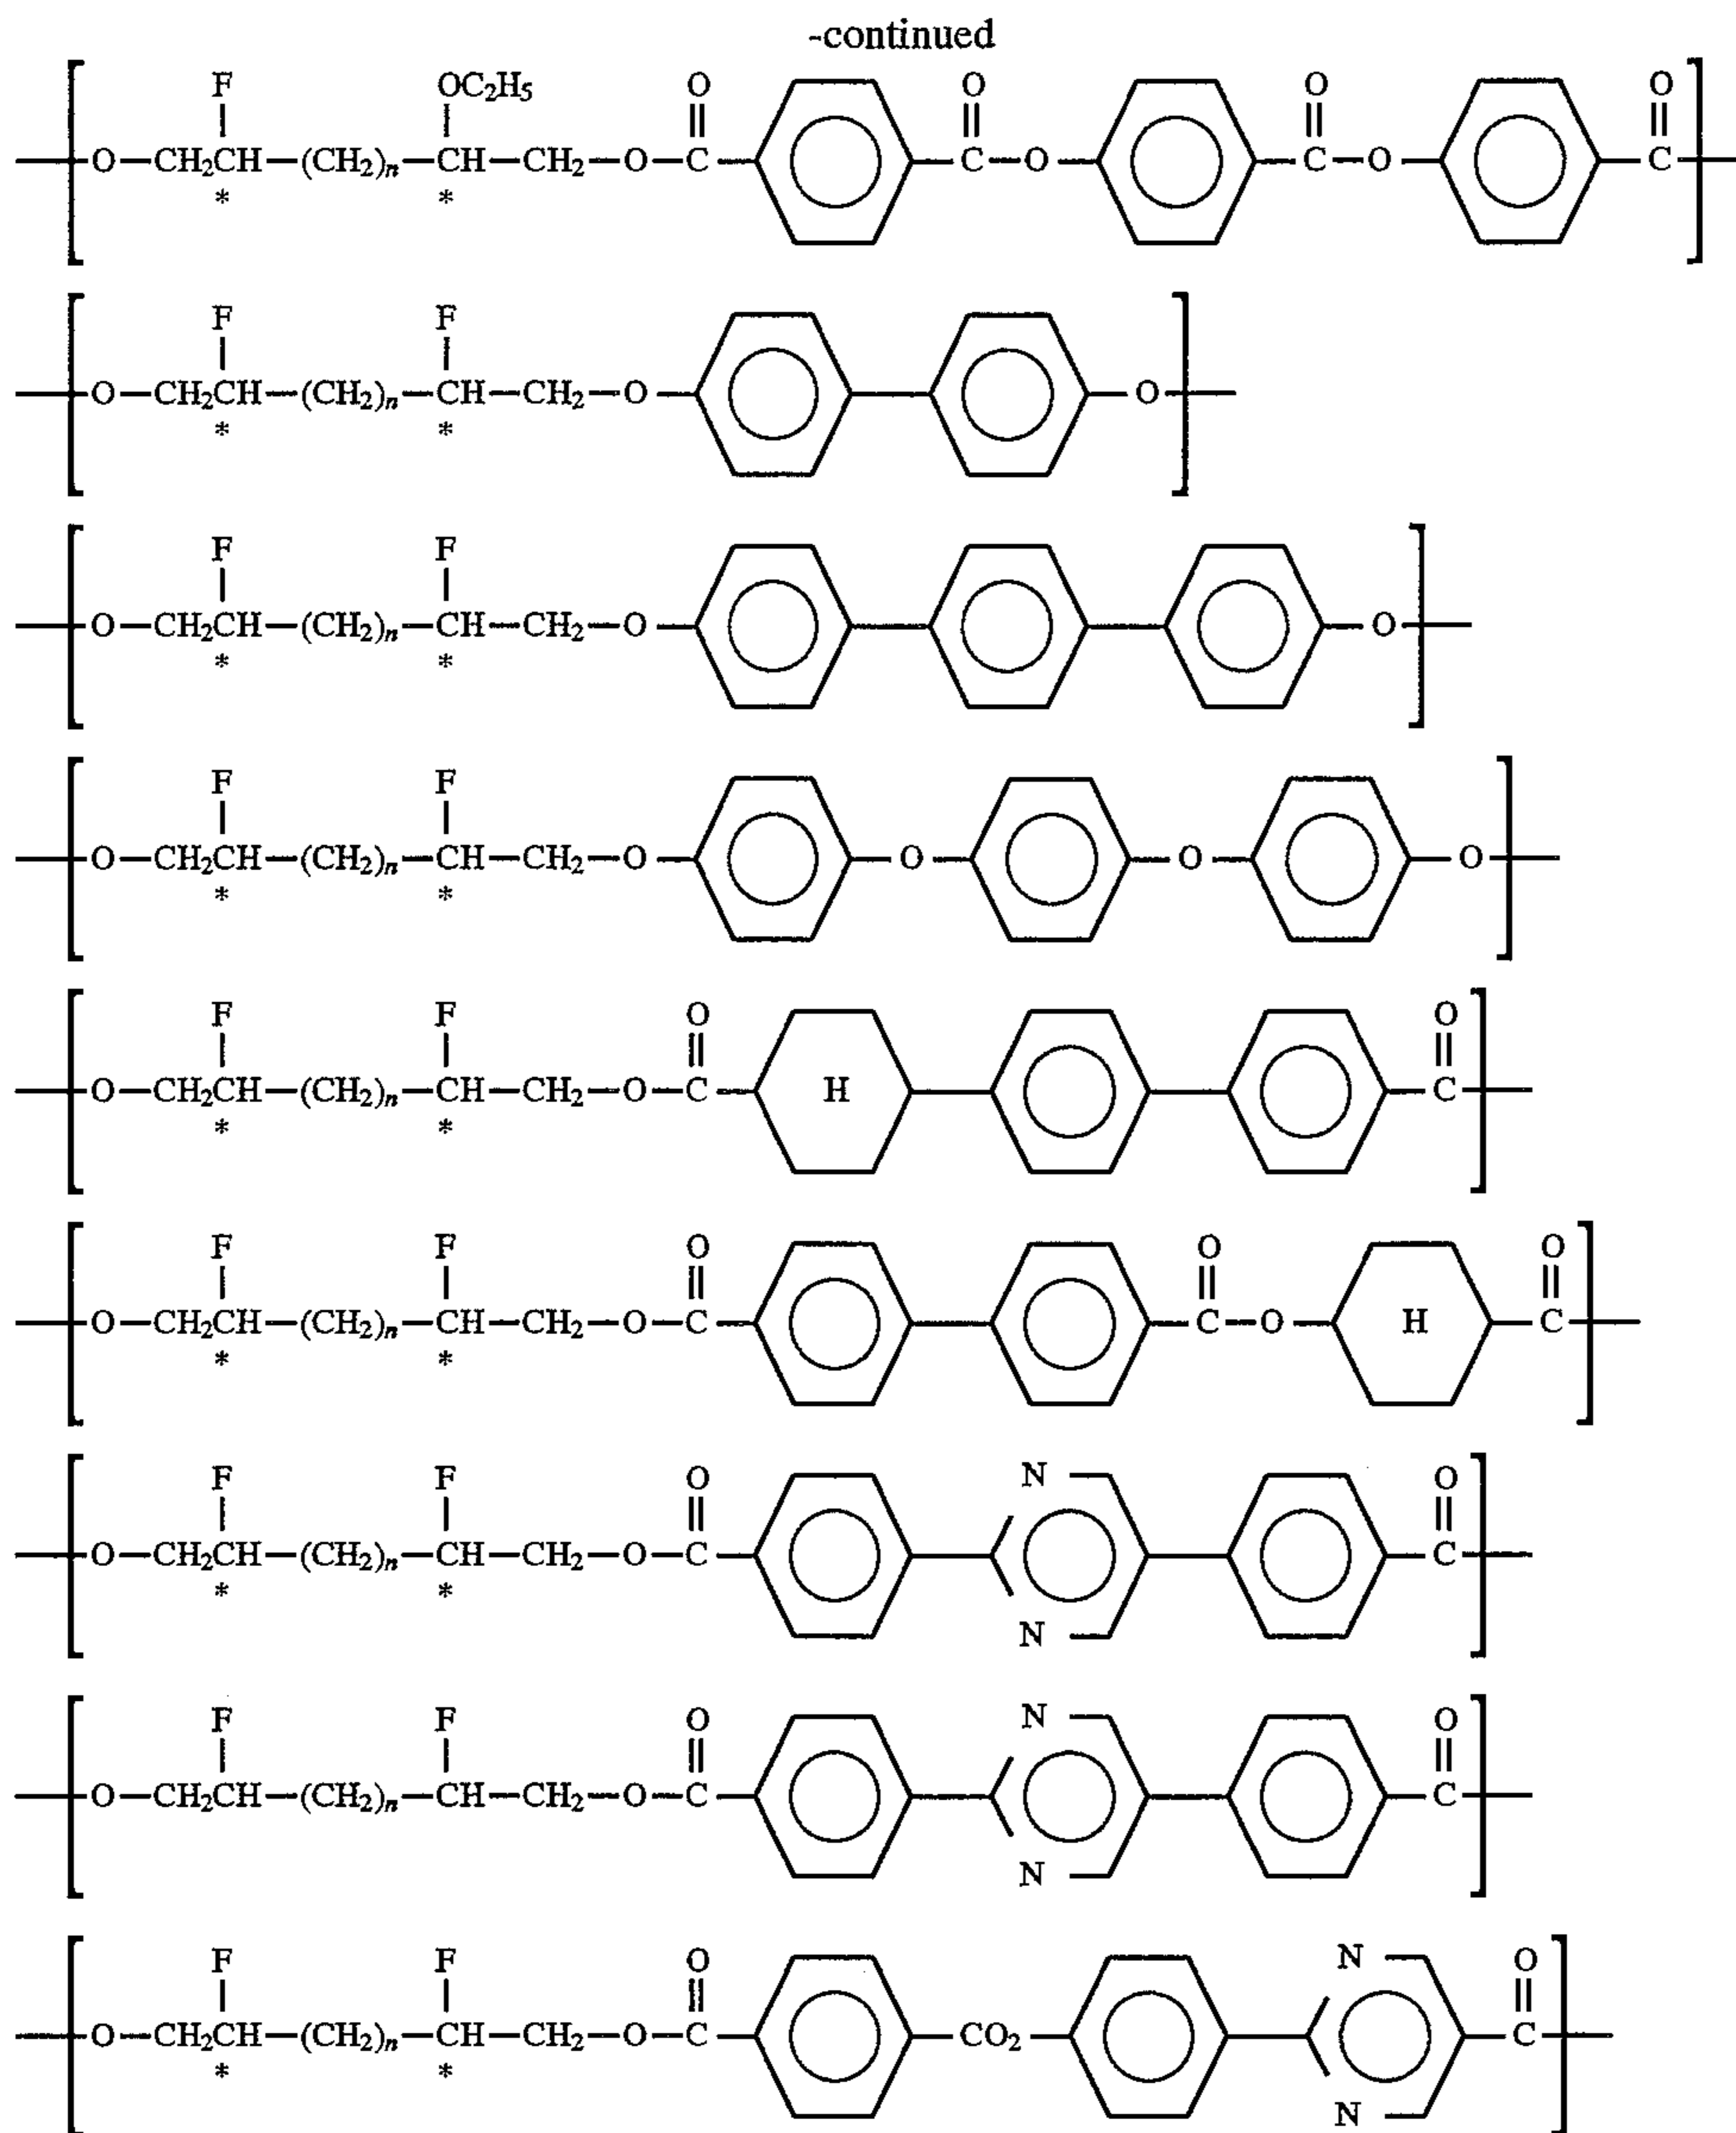 -continued
F OC₂H₅ O O O O
O—CH₂CH—(CH₂)ₙ—CH—CH₂—O—C C—O C—O C
* *
F F
O—CH₂CH—(CH₂)ₙ—CH—CH₂—O O
* *
F F
O—CH₂CH—(CH₂)ₙ—CH—CH₂—O O
* *
F F
O—CH₂CH—(CH₂)ₙ—CH—CH₂—O O O O
* *
F F O O
O—CH₂CH—(CH₂)ₙ—CH—CH₂—O—C H C
* *
F F O O O
O—CH₂CH—(CH₂)ₙ—CH—CH₂—O—C C—O H C
* *
F F O N O
O—CH₂CH—(CH₂)ₙ—CH—CH₂—O—C C
* *
N
F F O N O
O—CH₂CH—(CH₂)ₙ—CH—CH₂—O—C C
* *
N
F F O N O
O—CH₂CH—(CH₂)ₙ—CH—CH₂—O—C CO₂ C
* *
N